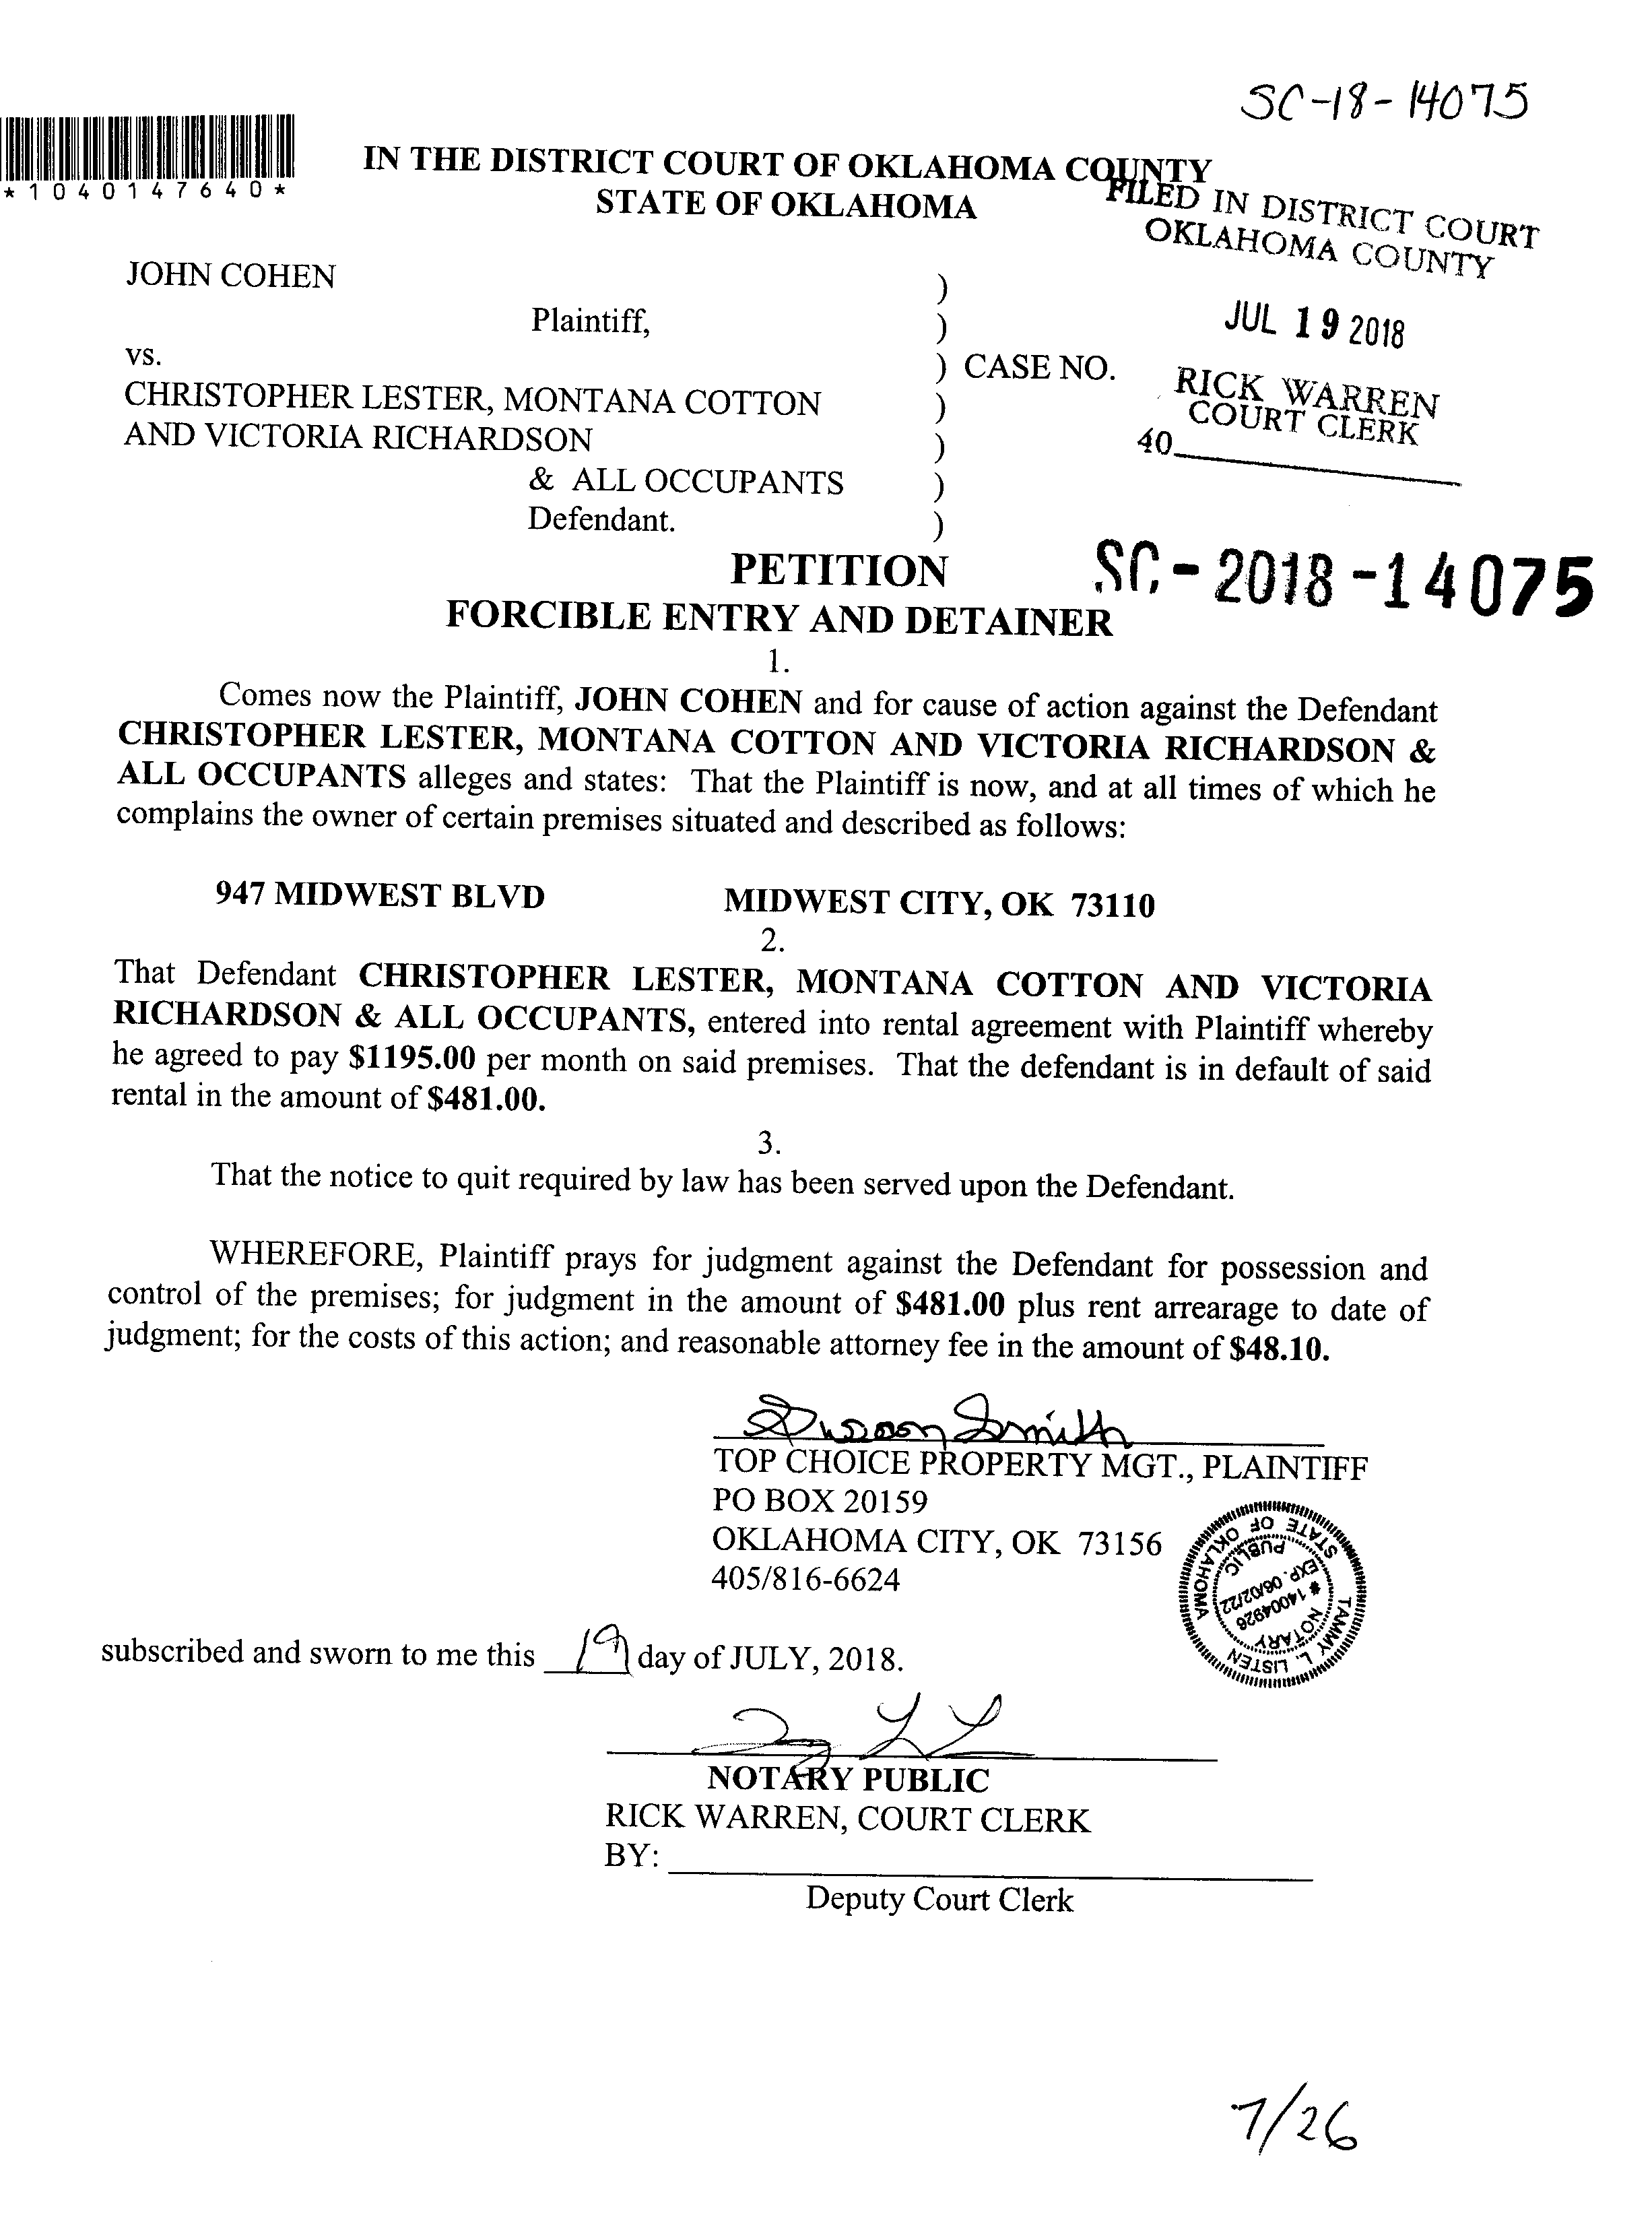 SC-18-14075
*1040147640*
IN THE DISTRICT COURT OF OKLAHOMA COUNTY
STATE OF OKLAHOMA
FILED IN DISTRICT COURT
OKLAHOMA COUNTY
JOHN COHEN )
Plaintiff, )
JUL 19 2018
vs. ) CASE NO.
RICK WARREN
COURT CLERK
40
CHRISTOPHER LESTER, MONTANA COTTON )
AND VICTORIA RICHARDSON )
& ALL OCCUPANTS )
Defendant. )
PETITION
SC-2018-14075
FORCIBLE ENTRY AND DETAINER
1.
Comes now the Plaintiff, JOHN COHEN and for cause of action against the Defendant
CHRISTOPHER LESTER, MONTANA COTTON AND VICTORIA RICHARDSON &
ALL OCCUPANTS alleges and states: That the Plaintiff is now, and at all times of which he
complains the owner of certain premises situated and described as follows:
947 MIDWEST BLVD MIDWEST CITY, OK 73110
2.
That Defendant CHRISTOPHER LESTER, MONTANA COTTON AND VICTORIA
RICHARDSON & ALL OCCUPANTS, entered into rental agreement with Plaintiff whereby
he agreed to pay $1195.00 per month on said premises. That the defendant is in default of said
rental in the amount of $481.00.
3.
That the notice to quit required by law has been served upon the Defendant.
WHEREFORE, Plaintiff prays for judgment against the Defendant for possession and
control of the premises; for judgment in the amount of $481.00 plus rent arrearage to date of
judgment; for the costs of this action; and reasonable attorney fee in the amount of $48.10.
Susan Smith
TOP CHOICE PROPERTY MGT., PLAINTIFF
PO BOX 20159
OKLAHOMA CITY, OK 73156
405/816-6624
TAMMY L. LISTEN
NOTARY
# 14004926
EXP. 06/02/22
PUBLIC
STATE OF OKLAHOMA
subscribed and sworn to me this 19 day of JULY, 2018.
NOTARY PUBLIC
RICK WARREN, COURT CLERK
BY:
Deputy Court Clerk
7/26